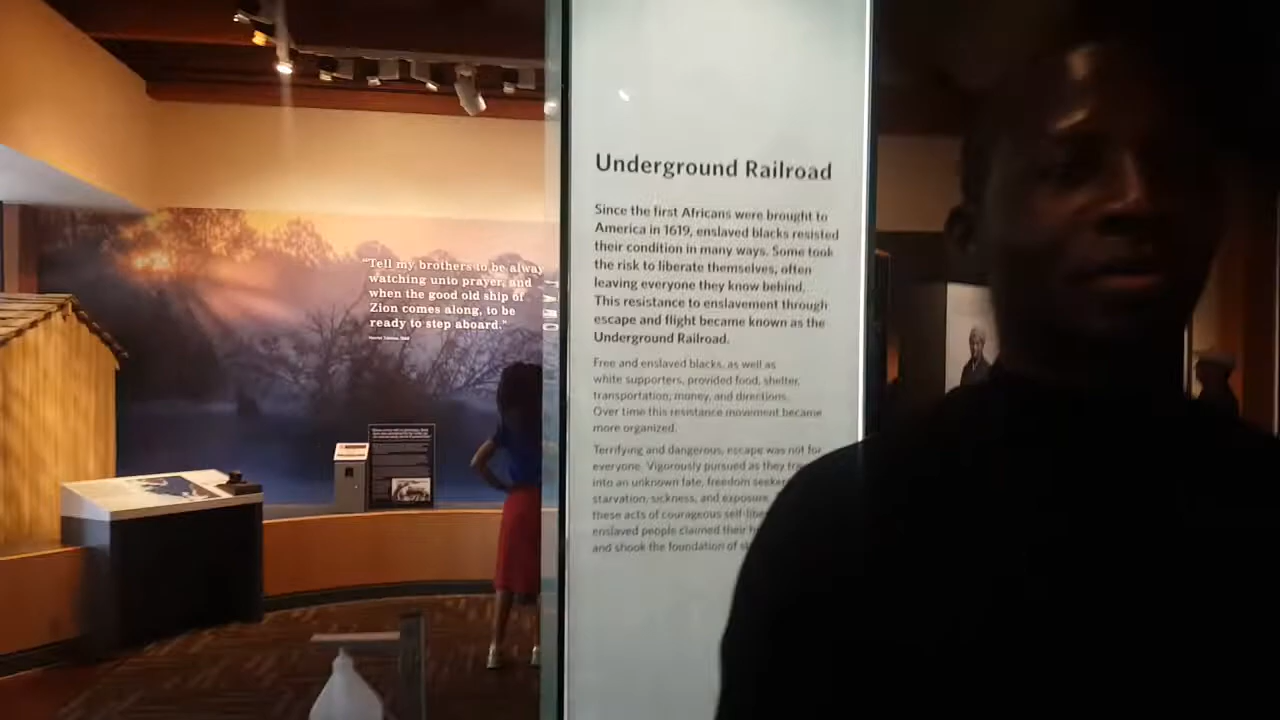 "Tell my brothers to be alway
watching unto prayer, and
when the good old ship of
Zion comes along, to be
ready to step aboard."
Underground Railroad
Since the first Africans were brought to
America in 1619, enslaved blacks resisted
their condition in many ways. Some took
the risk to liberate themselves, often
leaving everyone they know behind.
This resistance to enslavement through
escape and flight became known as the
Underground Railroad.
Free and enslaved blacks, as well as
white supporters, provided food, shelter,
transportation, money, and directions.
Over time this resistance movement became
more organized.
Terrifying and dangerous, escape was not for
everyone. Vigorously pursued as they
into an unknown fate, freedom seeker
starvation, sickness, and exposure.
these acts of courageous
enslaved people claimed their
and shook the foundation of